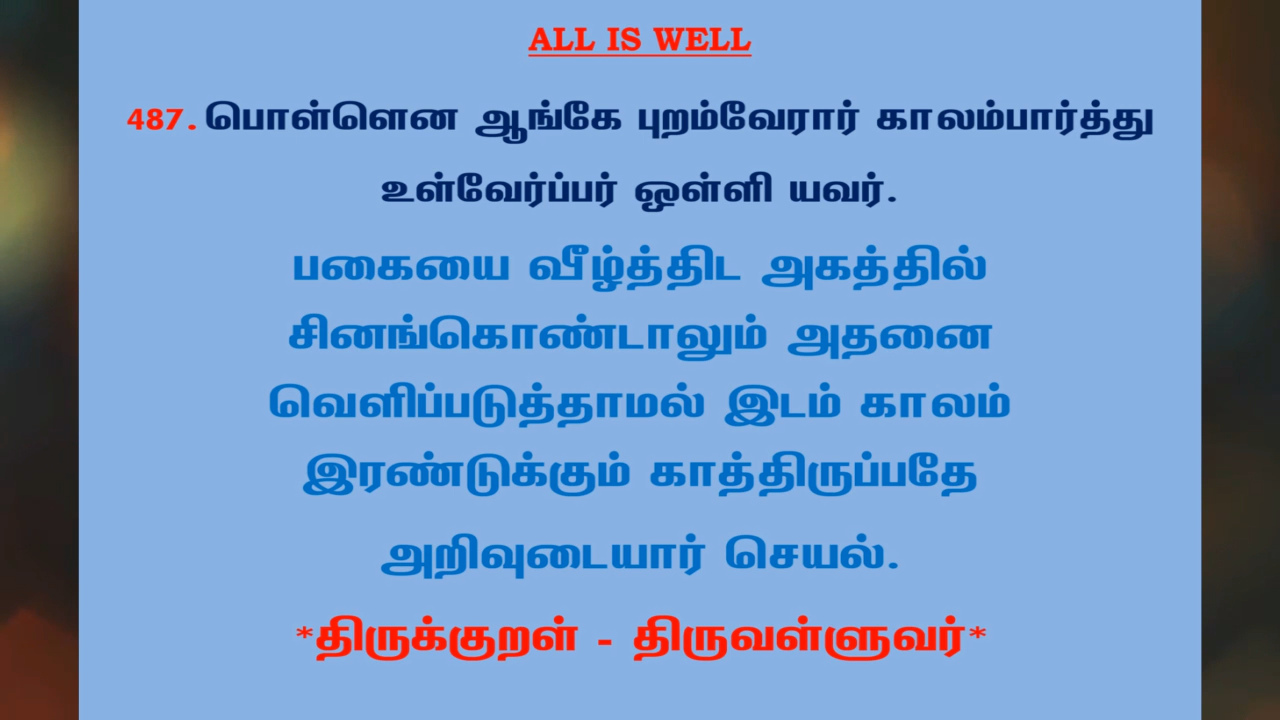 ALL IS WELL
487. பொள்ளென ஆங்கே புறம்வேரார் காலம்பார்த்து
உள்வேர்ப்பர் ஒள்ளி யவர்.
பகையை வீழ்த்திட அகத்தில்
சினங்கொண்டாலும் அதனை
வெளிப்படுத்தாமல் இடம் காலம்
இரண்டுக்கும் காத்திருப்பதே
அறிவுடையார் செயல்.
*திருக்குறள் - திருவள்ளுவர்*